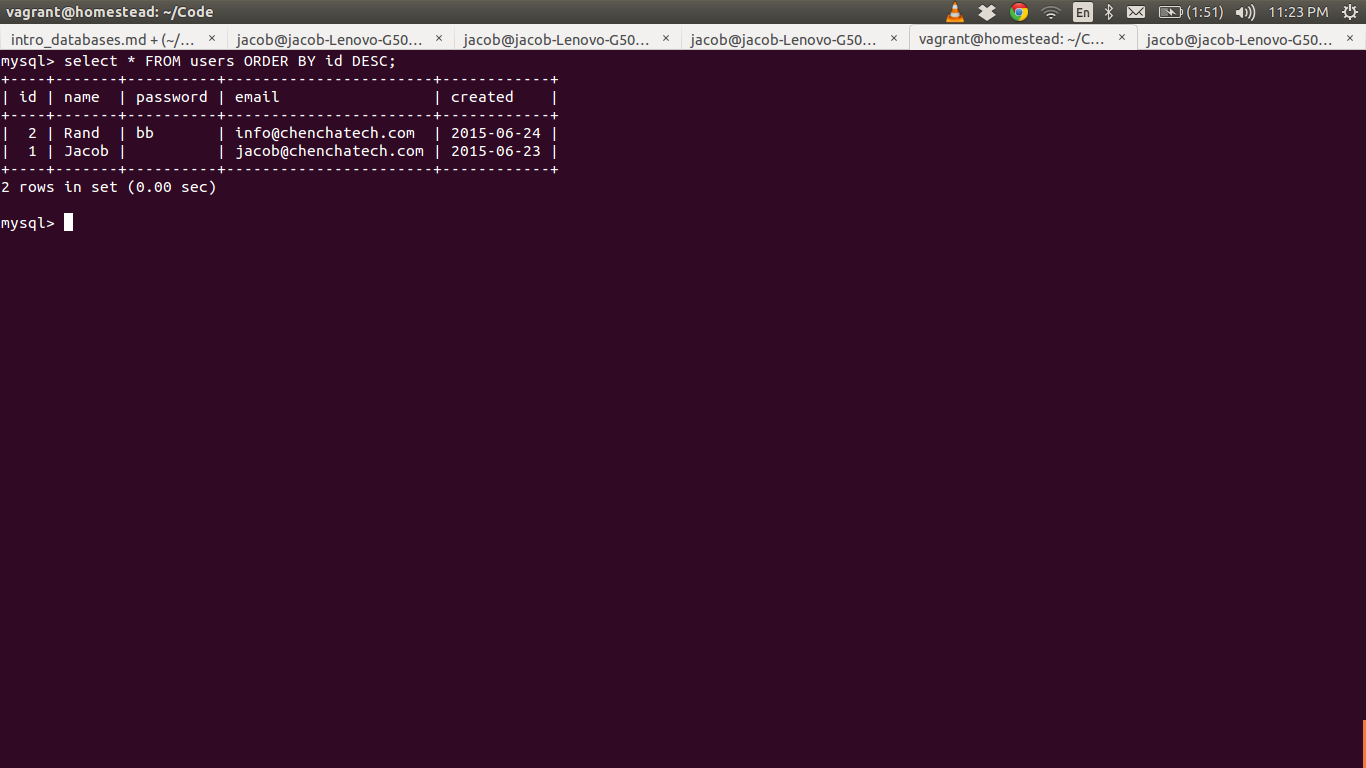 vagrant@homestead: ~/Code En (1:51) 11:23 PM
intro_databases.md + (~/... × jacob@jacob-Lenovo-G50... × jacob@jacob-Lenovo-G50... × jacob@jacob-Lenovo-G50... × vagrant@homestead: ~/C... × jacob@jacob-Lenovo-G50... ×
mysql> select * FROM users ORDER BY id DESC;
+----+-------+----------+-----------------------+------------+
| id | name  | password | email                 | created    |
+----+-------+----------+-----------------------+------------+
|  2 | Rand  | bb       | info@chenchatech.com  | 2015-06-24 |
|  1 | Jacob |          | jacob@chenchatech.com | 2015-06-23 |
+----+-------+----------+-----------------------+------------+
2 rows in set (0.00 sec)
mysql>